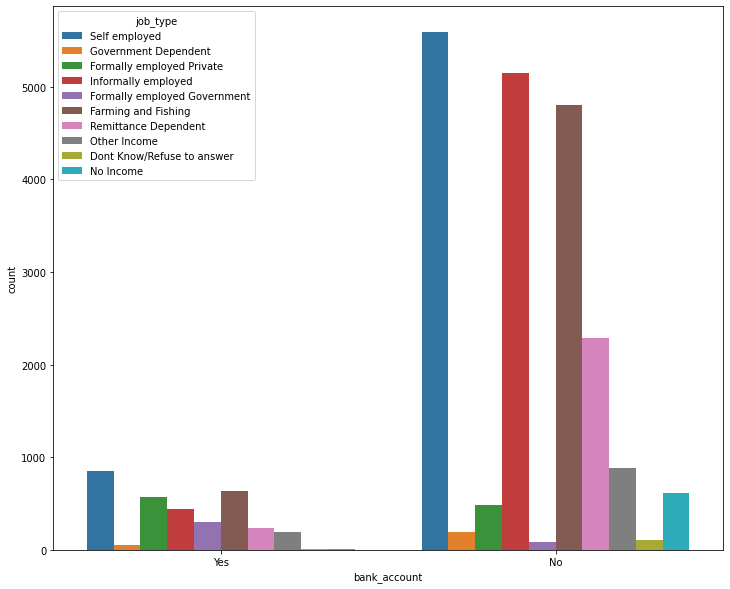 job_type
Self employed
Government Dependent
Formally employed Private
Informally employed
Formally employed Government
Farming and Fishing
Remittance Dependent
Other Income
Dont Know/Refuse to answer
No Income
5000
4000
3000
2000
1000
0
count
Yes No
bank_account